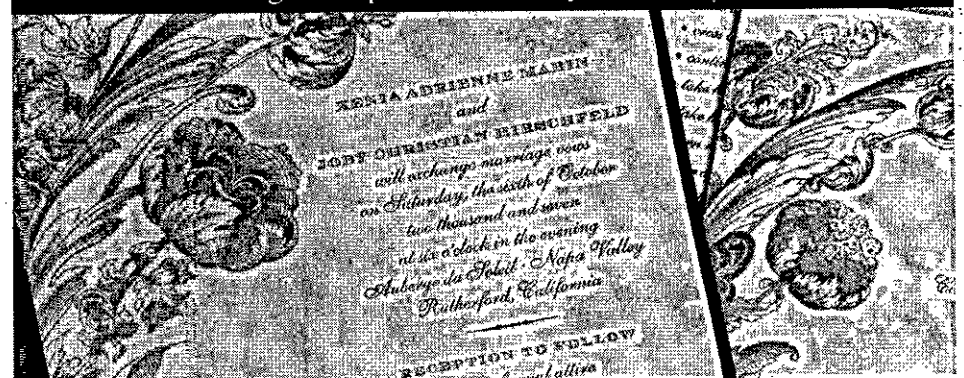 XENIA ADRIENNE MARIN
and
JOBY CHRISTIAN HIRSCHFELD
will exchange marriage vows
on Saturday, the sixth of October
two thousand and seven
at six o'clock in the evening
Auberge du Soleil · Napa Valley
Rutherford, California
RECEPTION TO FOLLOW
attire